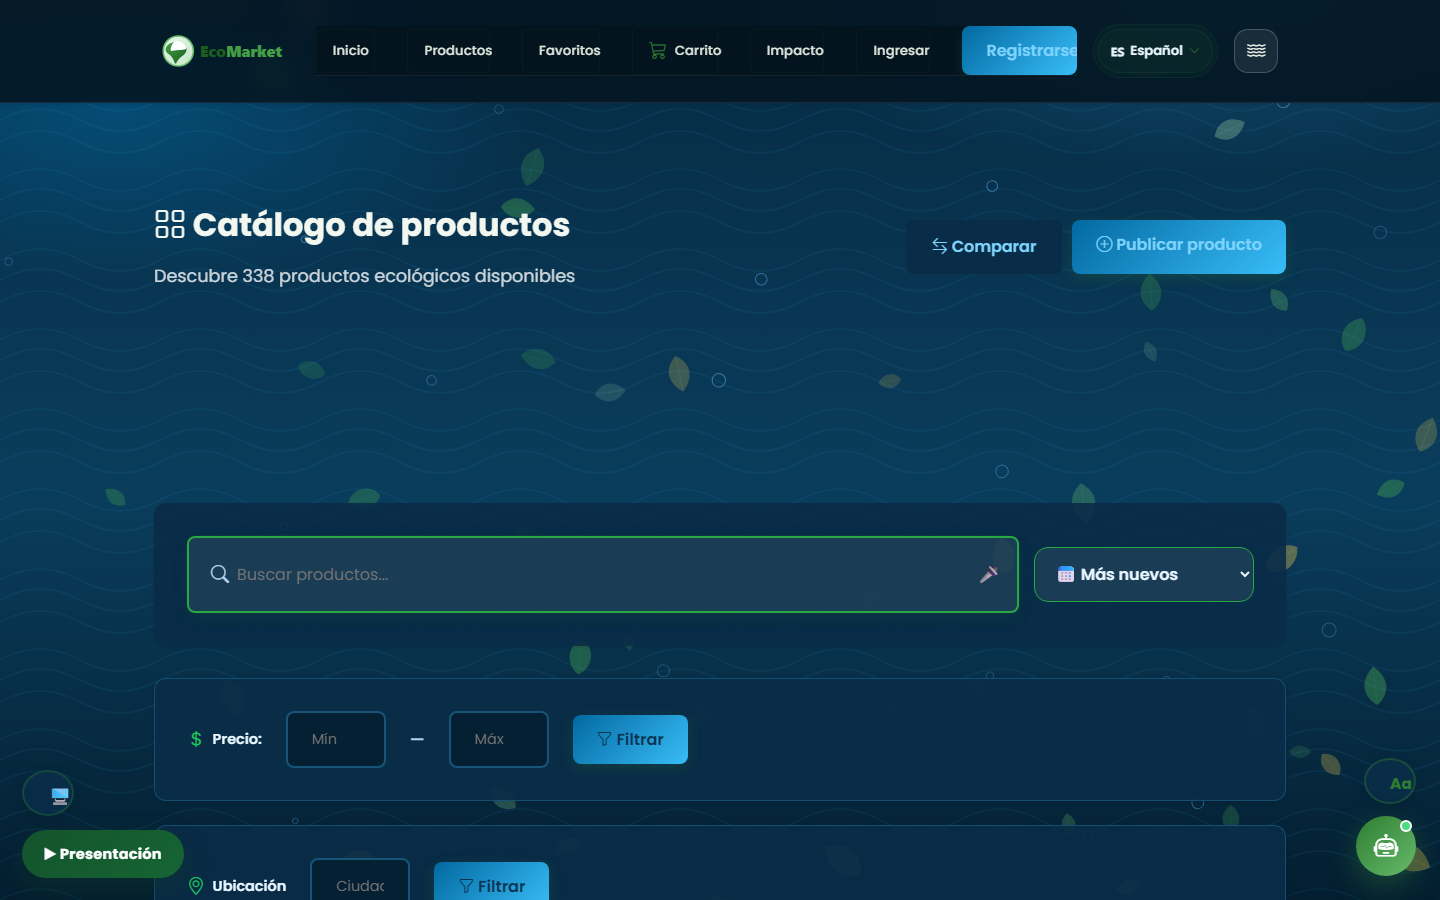 EcoMarket
Inicio
Productos
Favoritos
Carrito
Impacto
Ingresar
Registrarse
ES Español
Catálogo de productos
Descubre 338 productos ecológicos disponibles
Comparar
Publicar producto
Buscar productos...
Más nuevos
$ Precio:
Mín
—
Máx
Filtrar
Aa
Presentación
Ubicación
Ciudad
Filtrar